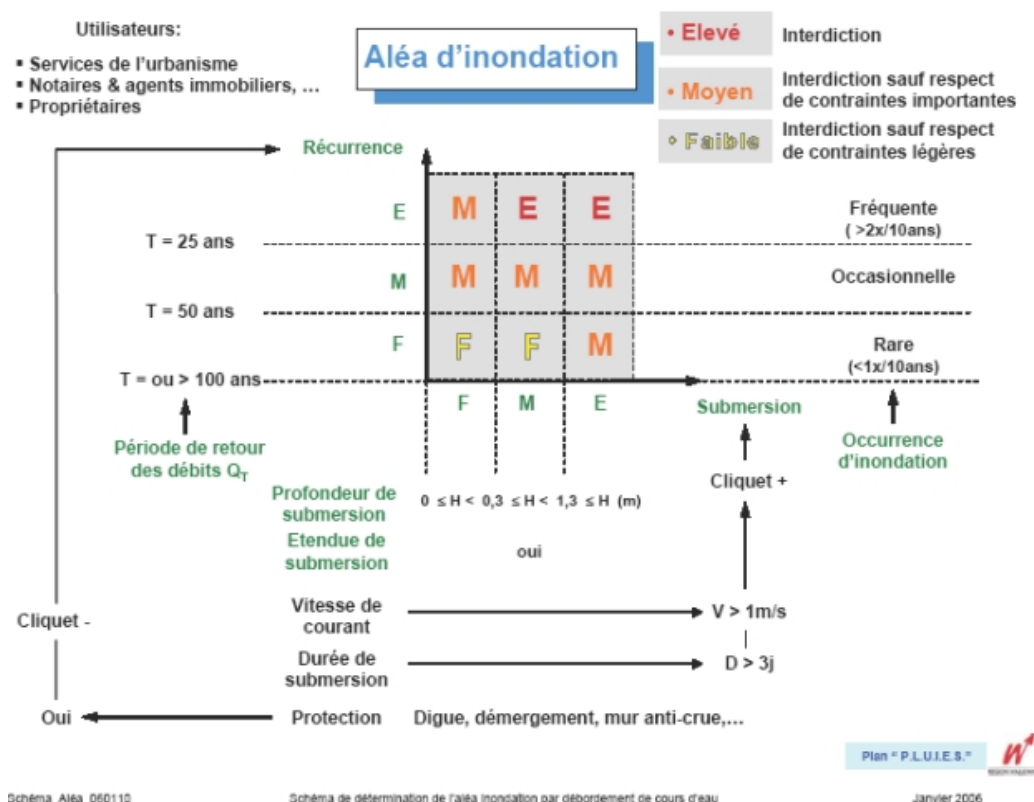 Utilisateurs:
▪ Services de l'urbanisme
▪ Notaires & agents immobiliers, ...
▪ Propriétaires
Aléa d'inondation
• Elevé Interdiction
• Moyen Interdiction sauf respect
de contraintes importantes
• Faible Interdiction sauf respect
de contraintes légères
Récurrence
E M E E Fréquente
( >2x/10ans)
T = 25 ans
M M M M Occasionnelle
T = 50 ans
F F F M Rare
(<1x/10ans)
T = ou > 100 ans
F M E Submersion
Période de retour
des débits QT
Occurrence
d'inondation
Cliquet +
Profondeur de
submersion
0 ≤ H < 0,3 ≤ H < 1,3 ≤ H (m)
Etendue de
submersion
oui
Vitesse de
courant
V > 1m/s
Cliquet -
Durée de
submersion
D > 3j
Oui Protection Digue, démergement, mur anti-crue,...
Plan " P.L.U.I.E.S."
W
REGION WALLONNE
Schéma_Aléa_060110 Schéma de détermination de l'aléa inondation par débordement de cours d'eau Janvier 2006